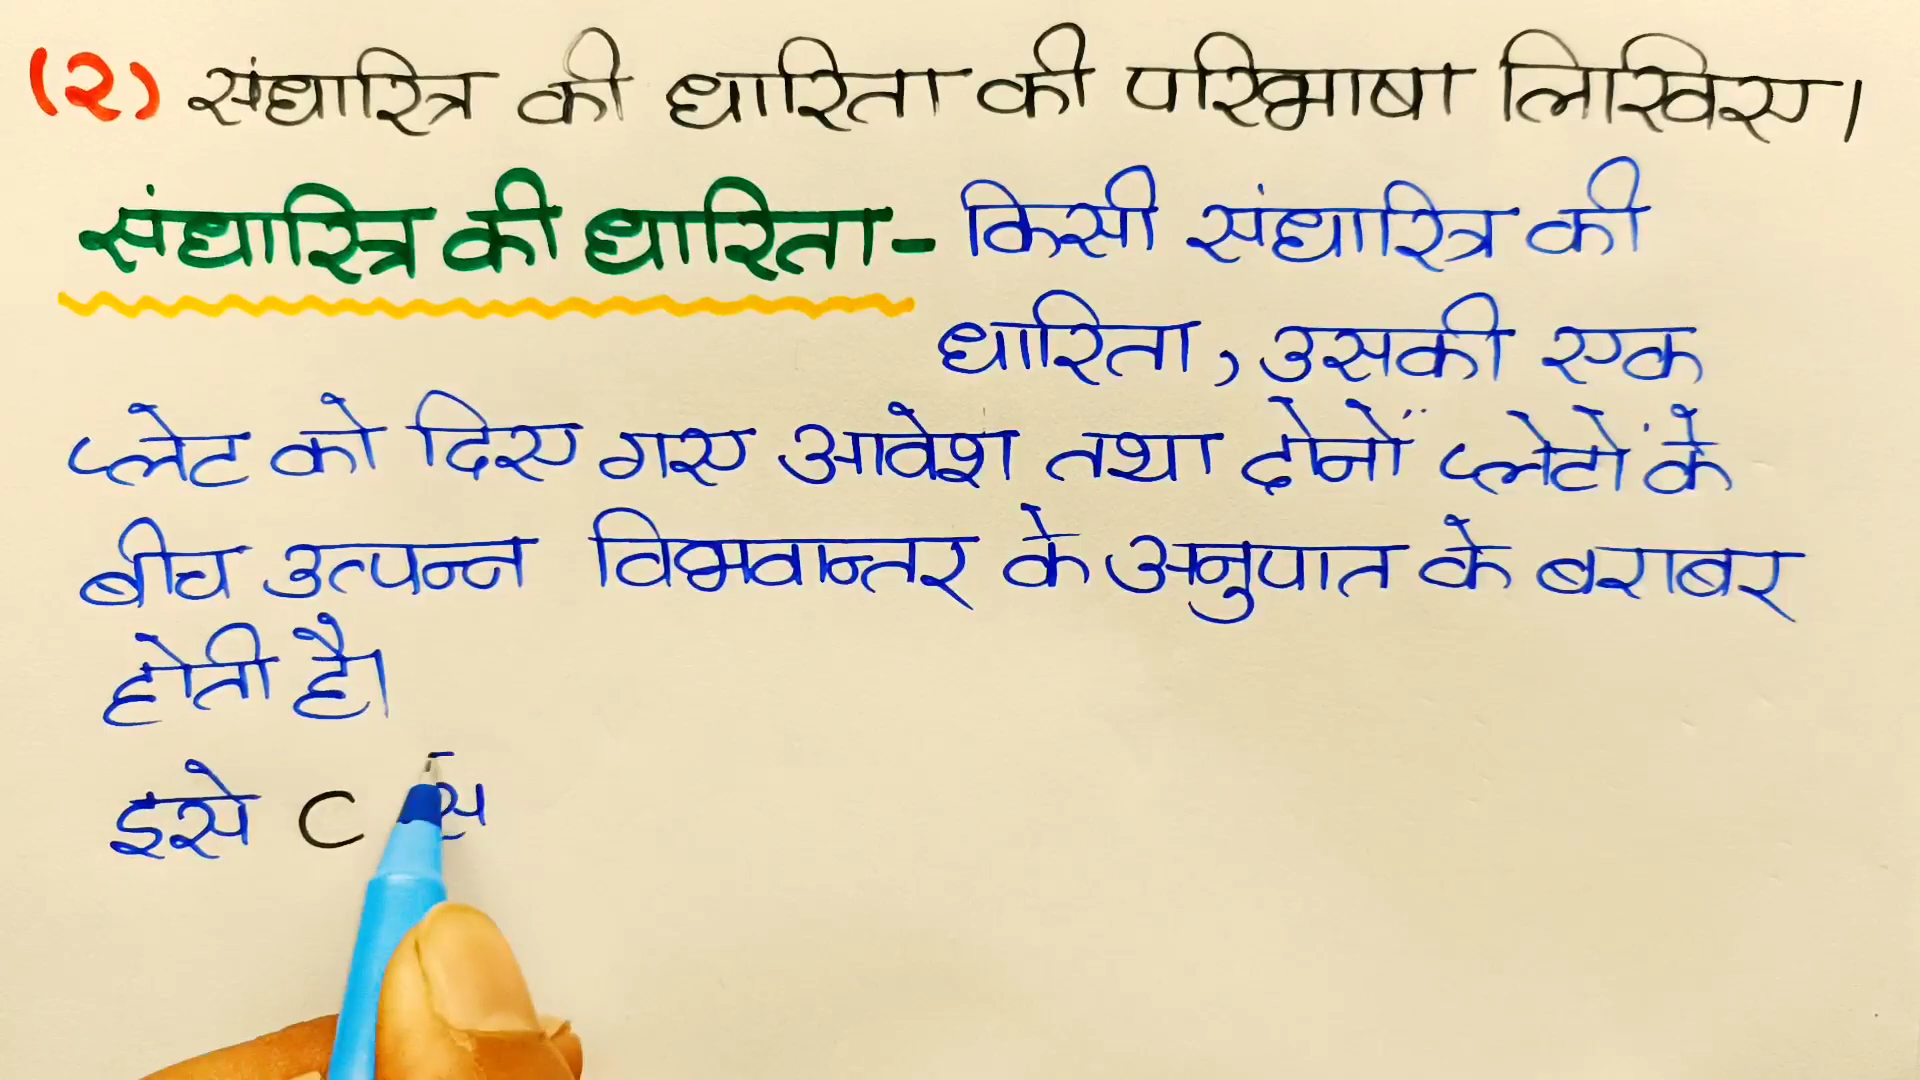 (२) संधारित्र की धारिता की परिभाषा लिखिए।
संधारित्र की धारिता- किसी संधारित्र की
धारिता, उसकी एक
प्लेट को दिए गए आवेश तथा दोनों प्लेटों के
बीच उत्पन्न विभवान्तर के अनुपात के बराबर
होती है।
इसे C स